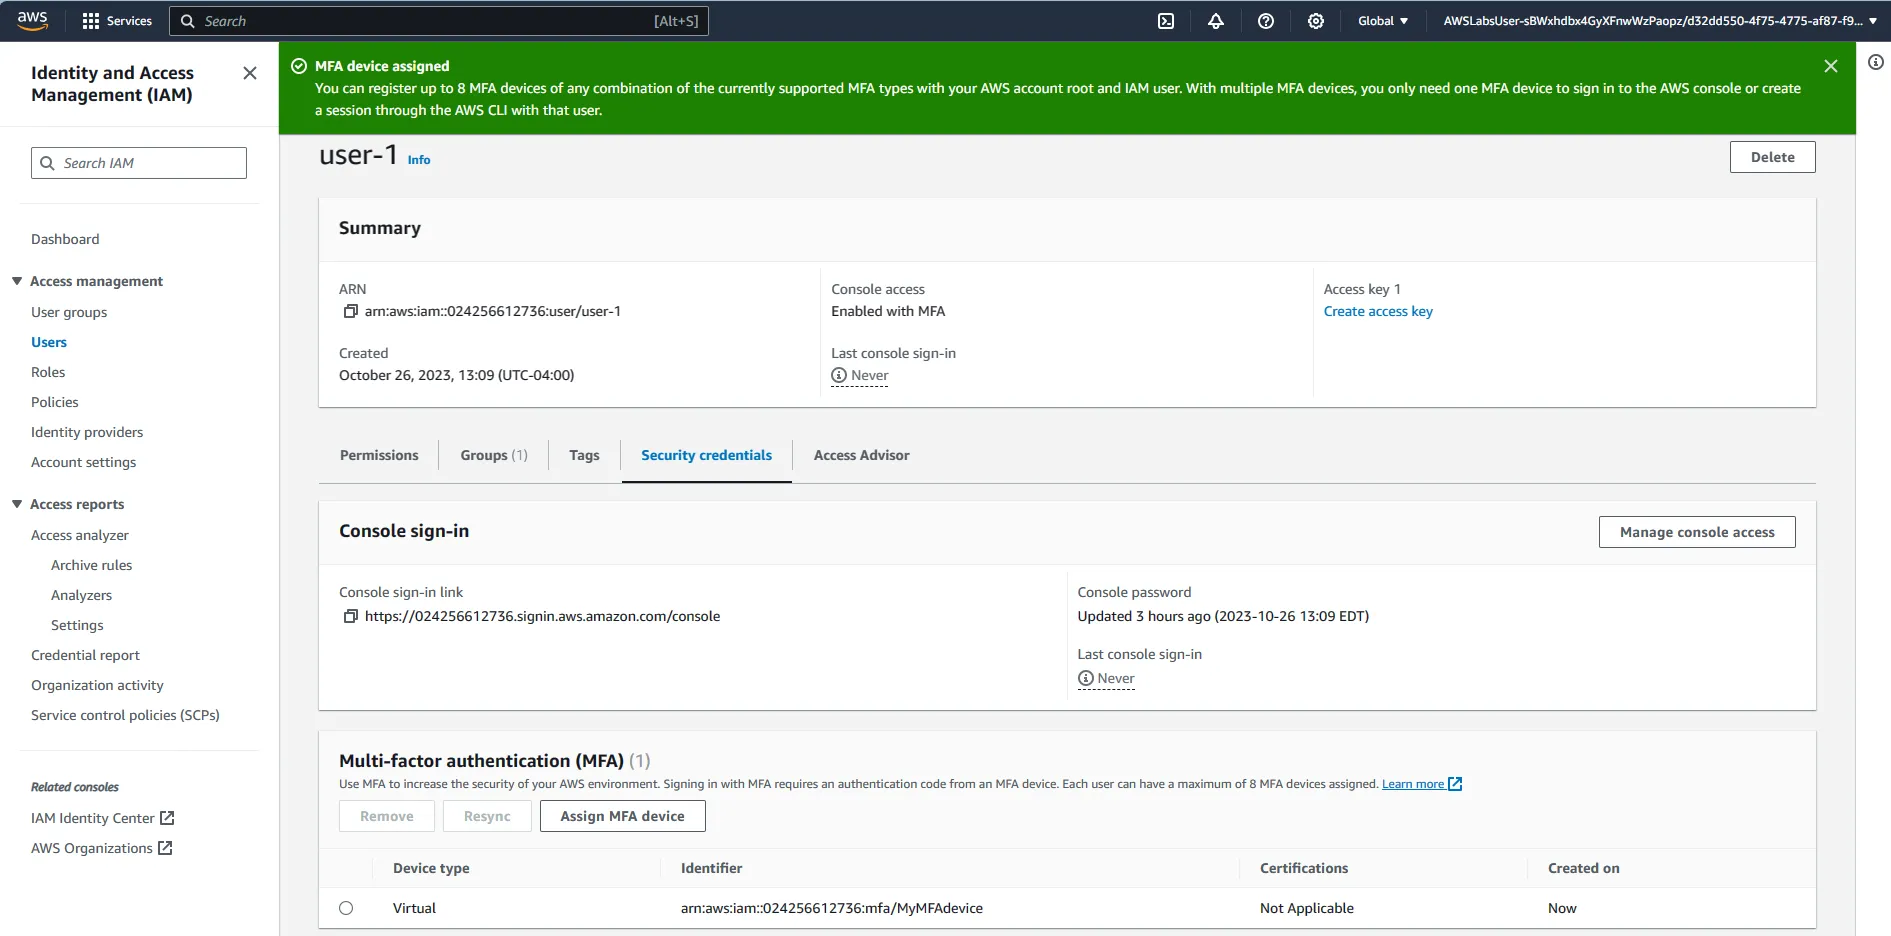 aws
Services
Search
[Alt+S]
Global
AWSLabsUser-sBWxhdbx4GyXFnwWzPaopz/d32dd550-4f75-4775-af87-f9...
Identity and Access
Management (IAM)
Search IAM
Dashboard
Access management
User groups
Users
Roles
Policies
Identity providers
Account settings
Access reports
Access analyzer
Archive rules
Analyzers
Settings
Credential report
Organization activity
Service control policies (SCPs)
Related consoles
IAM Identity Center
AWS Organizations
MFA device assigned
You can register up to 8 MFA devices of any combination of the currently supported MFA types with your AWS account root and IAM user. With multiple MFA devices, you only need one MFA device to sign in to the AWS console or create
a session through the AWS CLI with that user.
user-1 Info
Delete
Summary
ARN
arn:aws:iam::024256612736:user/user-1
Created
October 26, 2023, 13:09 (UTC-04:00)
Console access
Enabled with MFA
Last console sign-in
Never
Access key 1
Create access key
Permissions
Groups (1)
Tags
Security credentials
Access Advisor
Console sign-in
Manage console access
Console sign-in link
https://024256612736.signin.aws.amazon.com/console
Console password
Updated 3 hours ago (2023-10-26 13:09 EDT)
Last console sign-in
Never
Multi-factor authentication (MFA) (1)
Use MFA to increase the security of your AWS environment. Signing in with MFA requires an authentication code from an MFA device. Each user can have a maximum of 8 MFA devices assigned. Learn more
Remove
Resync
Assign MFA device
Device type
Identifier
Certifications
Created on
Virtual
arn:aws:iam::024256612736:mfa/MyMFAdevice
Not Applicable
Now